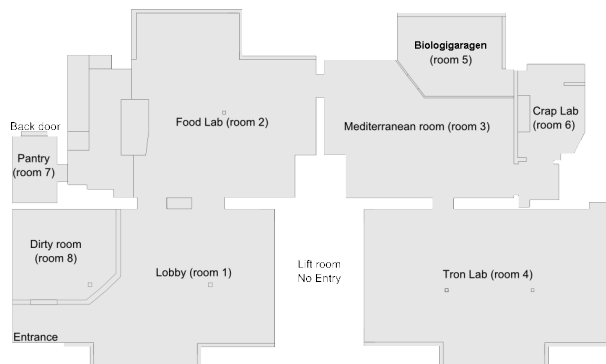 Biologigaragen
(room 5)
Food Lab (room 2)
Mediterranean room (room 3)
Crap Lab
(room 6)
Back door
Pantry
(room 7)
Dirty room
(room 8)
Lobby (room 1)
Lift room
No Entry
Tron Lab (room 4)
Entrance